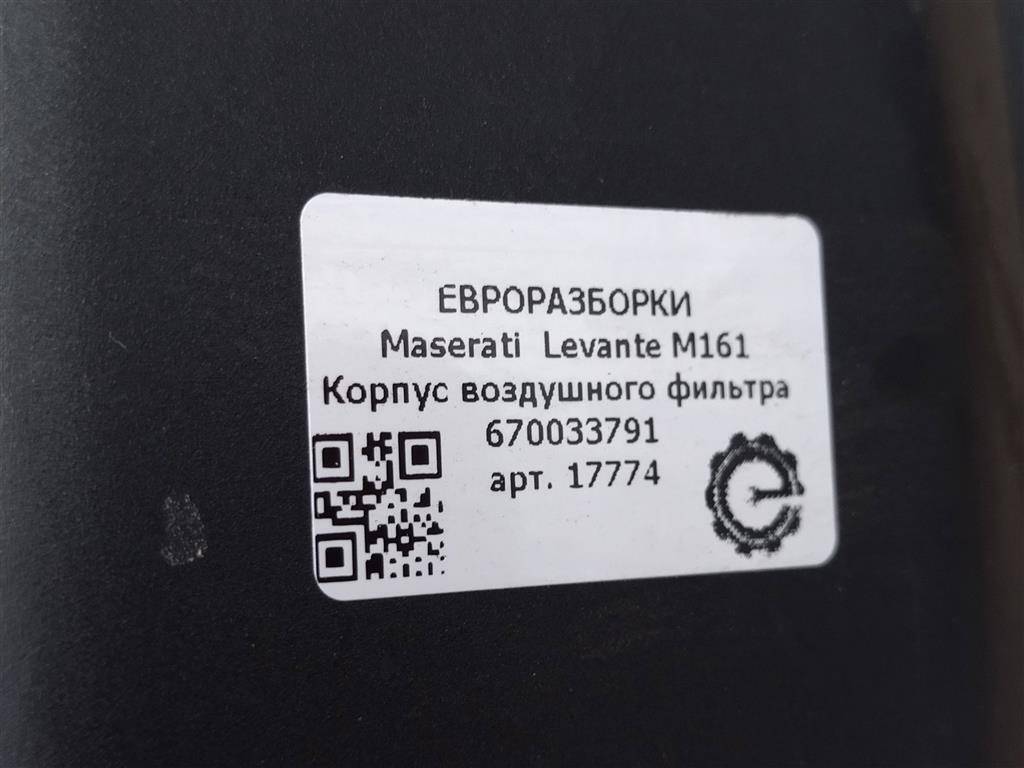 ЕВРОРАЗБОРКИ
Maserati Levante M161
Корпус воздушного фильтра
670033791
арт. 17774